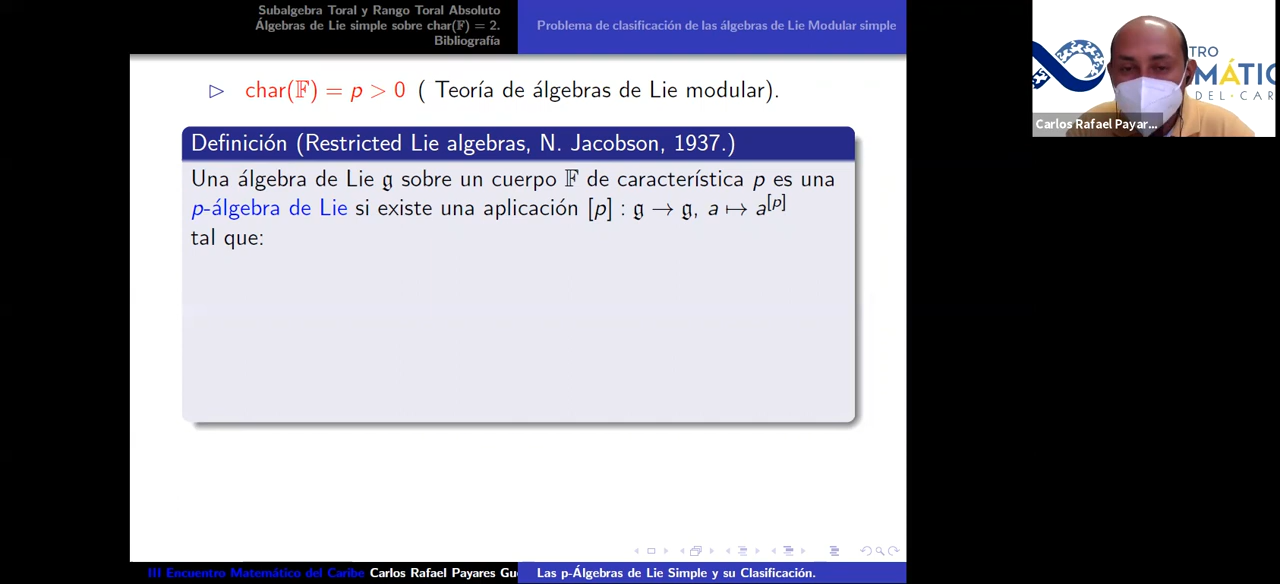 Subalgebra Toral y Rango Toral Absoluto
Álgebras de Lie simple sobre char(𝔽) = 2.
Bibliografía
Problema de clasificación de las álgebras de Lie Modular simple
▷ char(𝔽) = p > 0 ( Teoría de álgebras de Lie modular).
Definición (Restricted Lie algebras, N. Jacobson, 1937.)
Una álgebra de Lie 𝔤 sobre un cuerpo 𝔽 de característica p es una
p-álgebra de Lie si existe una aplicación [p] : 𝔤 → 𝔤, a ↦ a^[p]
tal que:
III Encuentro Matemático del Caribe Carlos Rafael Payares Gu
Las p-Álgebras de Lie Simple y su Clasificación.
TRO
MÁTIC
DEL·CAR
Carlos Rafael Payar...